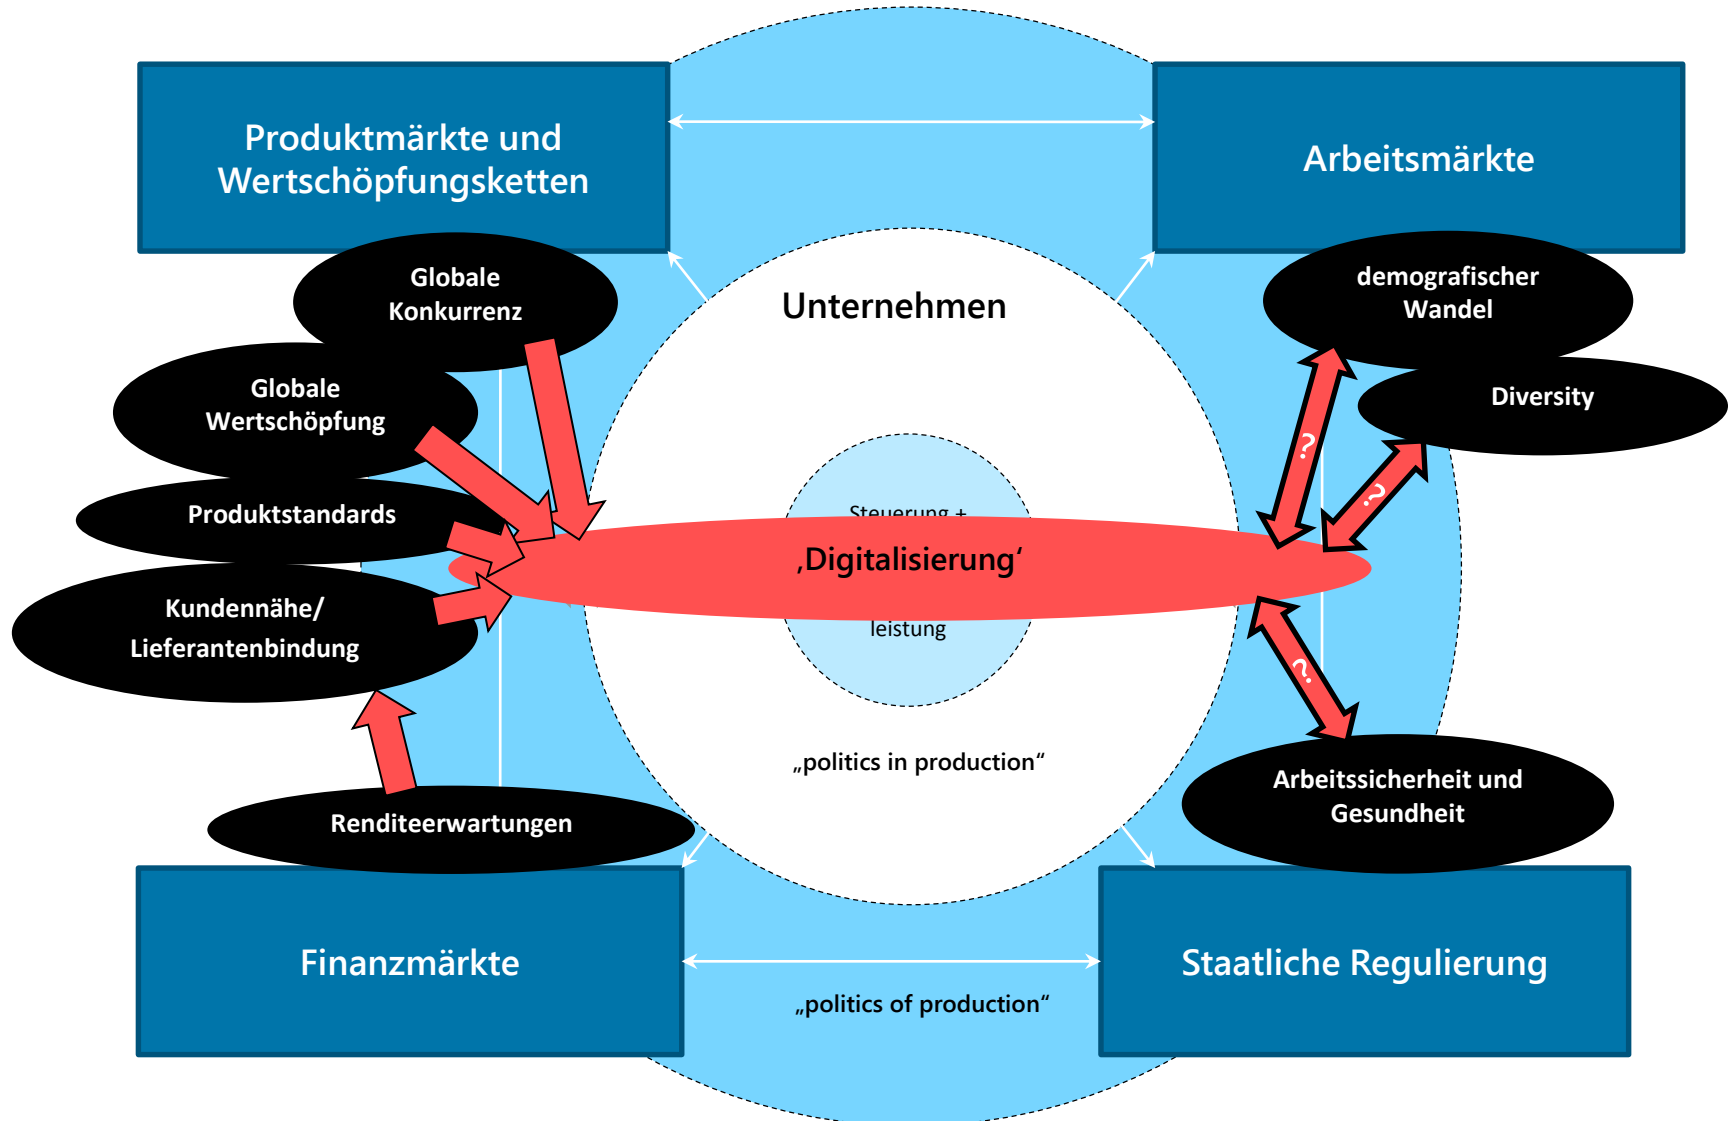 Produktmärkte und
Wertschöpfungsketten
Arbeitsmärkte
Globale
Konkurrenz
demografischer
Wandel
Unternehmen
Globale
Wertschöpfung
Diversity
?
?
Produktstandards
Steuerung +
‚Digitalisierung‘
Kundennähe/
Lieferantenbindung
leistung
?
„politics in production“
Arbeitssicherheit und
Gesundheit
Renditeerwartungen
Finanzmärkte
Staatliche Regulierung
„politics of production“